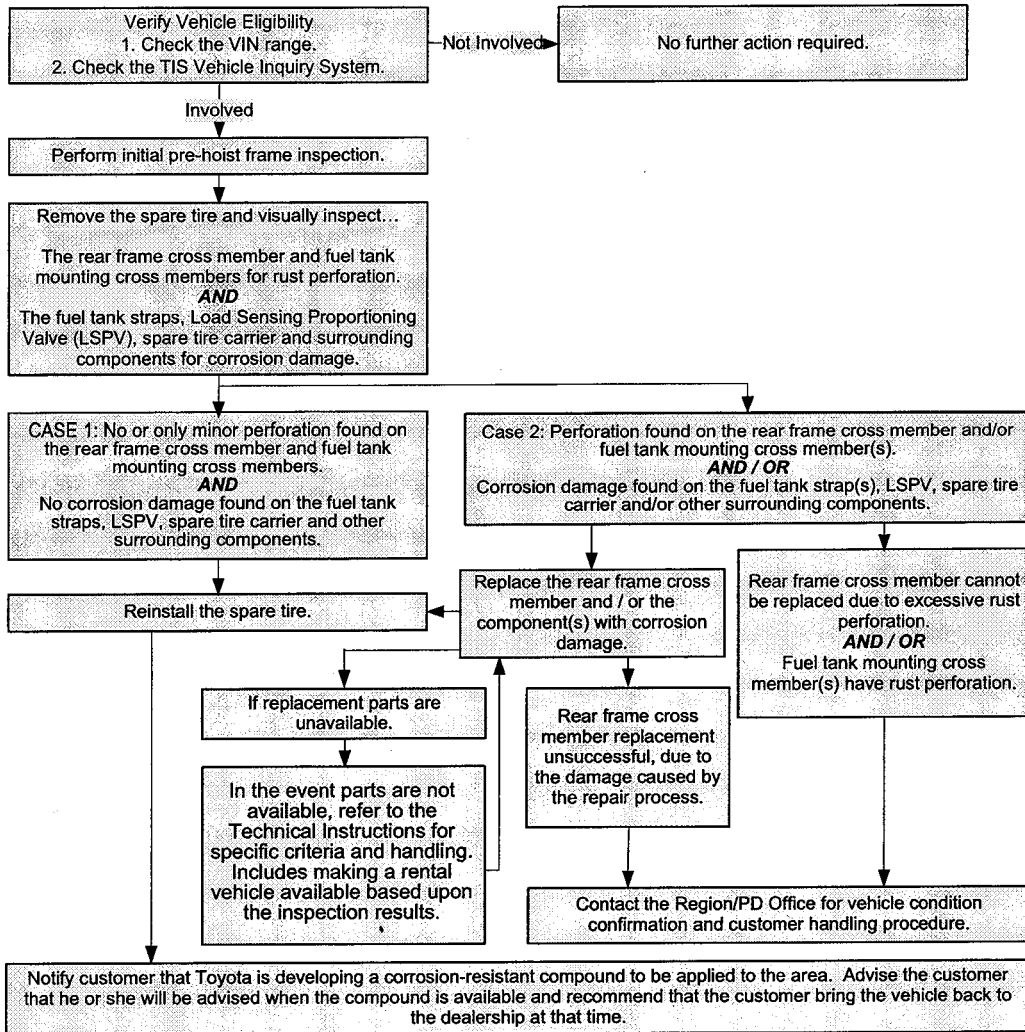 Verify Vehicle Eligibility
1. Check the VIN range.
2. Check the TIS Vehicle Inquiry System.
Not Involved
No further action required.
Involved
Perform initial pre-hoist frame inspection.
Remove the spare tire and visually inspect...
The rear frame cross member and fuel tank
mounting cross members for rust perforation.
AND
The fuel tank straps, Load Sensing Proportioning
Valve (LSPV), spare tire carrier and surrounding
components for corrosion damage.
CASE 1: No or only minor perforation found on
the rear frame cross member and fuel tank
mounting cross members.
AND
No corrosion damage found on the fuel tank
straps, LSPV, spare tire carrier and other
surrounding components.
Case 2: Perforation found on the rear frame cross member and/or
fuel tank mounting cross member(s).
AND / OR
Corrosion damage found on the fuel tank strap(s), LSPV, spare tire
carrier and/or other surrounding components.
Reinstall the spare tire.
Replace the rear frame cross
member and / or the
component(s) with corrosion
damage.
Rear frame cross member cannot
be replaced due to excessive rust
perforation.
AND / OR
Fuel tank mounting cross
member(s) have rust perforation.
If replacement parts are
unavailable.
Rear frame cross
member replacement
unsuccessful, due to
the damage caused by
the repair process.
In the event parts are not
available, refer to the
Technical Instructions for
specific criteria and handling.
Includes making a rental
vehicle available based upon
the inspection results.
Contact the Region/PD Office for vehicle condition
confirmation and customer handling procedure.
Notify customer that Toyota is developing a corrosion-resistant compound to be applied to the area. Advise the customer
that he or she will be advised when the compound is available and recommend that the customer bring the vehicle back to
the dealership at that time.